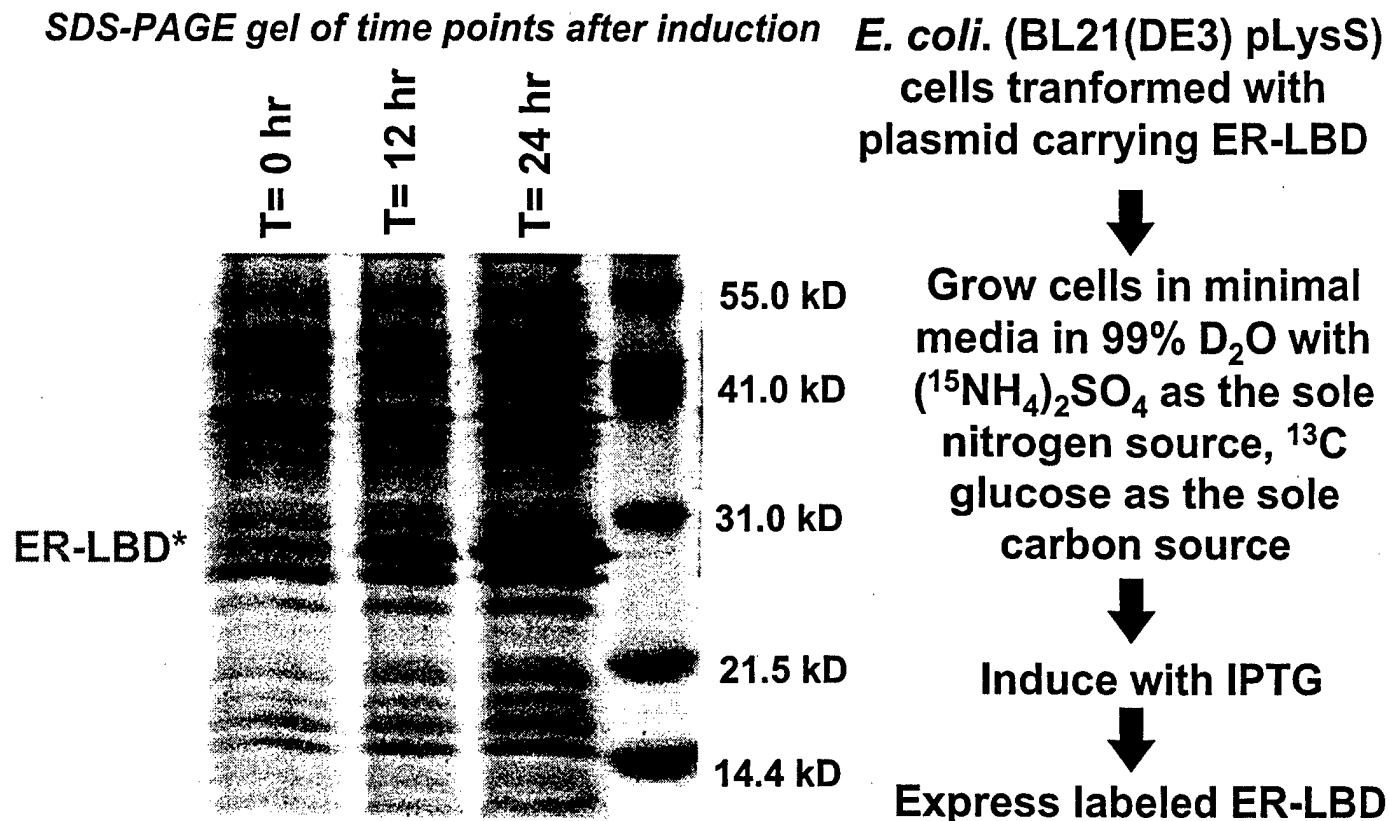 SDS-PAGE gel of time points after induction
T= 0 hr
T= 12 hr
T= 24 hr
55.0 kD
41.0 kD
31.0 kD
ER-LBD*
21.5 kD
14.4 kD
E. coli. (BL21(DE3) pLysS)
cells tranformed with
plasmid carrying ER-LBD
Grow cells in minimal
media in 99% D₂O with
(¹⁵NH₄)₂SO₄ as the sole
nitrogen source, ¹³C
glucose as the sole
carbon source
Induce with IPTG
Express labeled ER-LBD